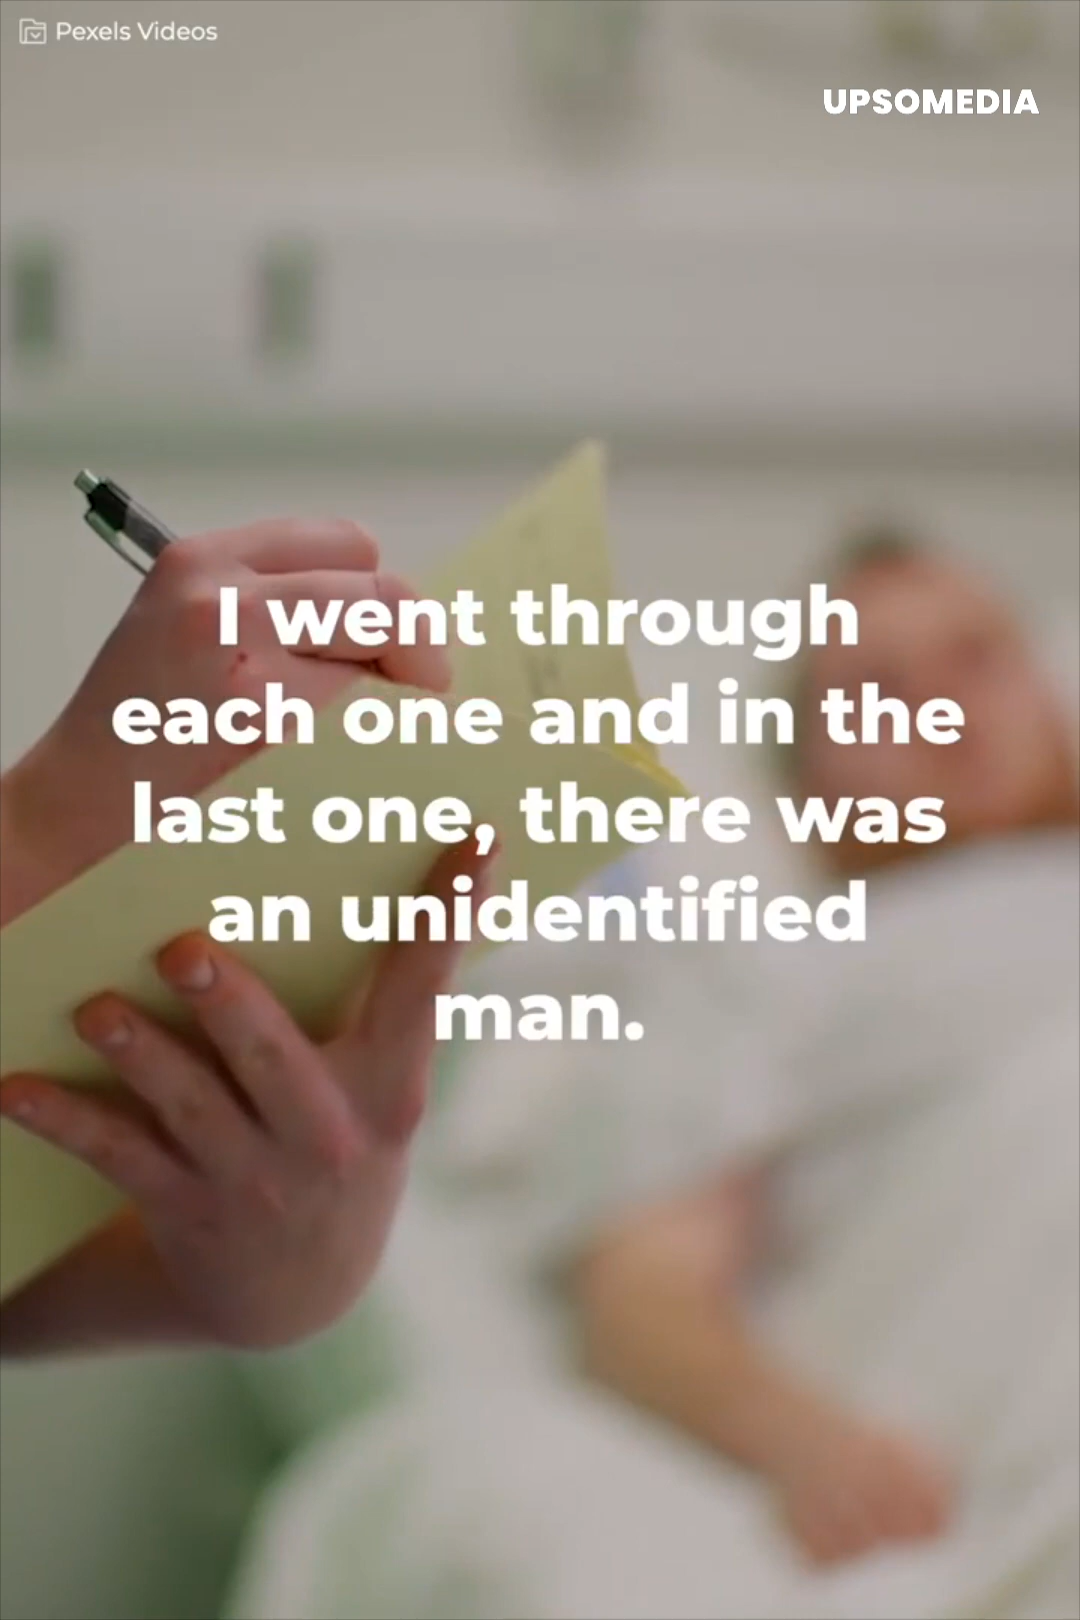 Pexels Videos
UPSOMEDIA
I went through
each one and in the
last one, there was
an unidentified
man.